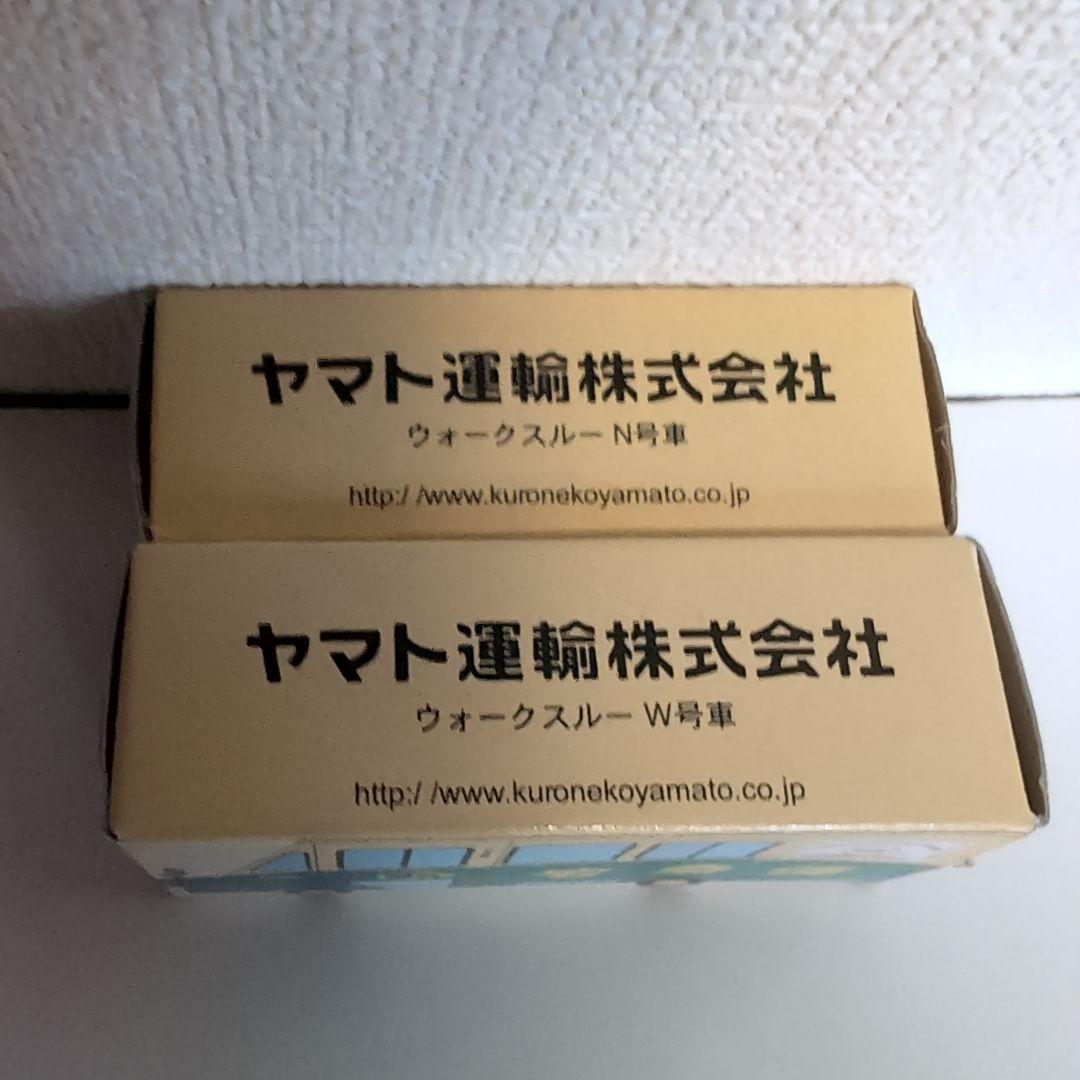 ヤマト運輸株式会社
ウォークスルー N号車
http:/ /www.kuronekoyamato.co.jp
ヤマト運輸株式会社
ウォークスルー W号車
http:/ /www.kuronekoyamato.co.jp